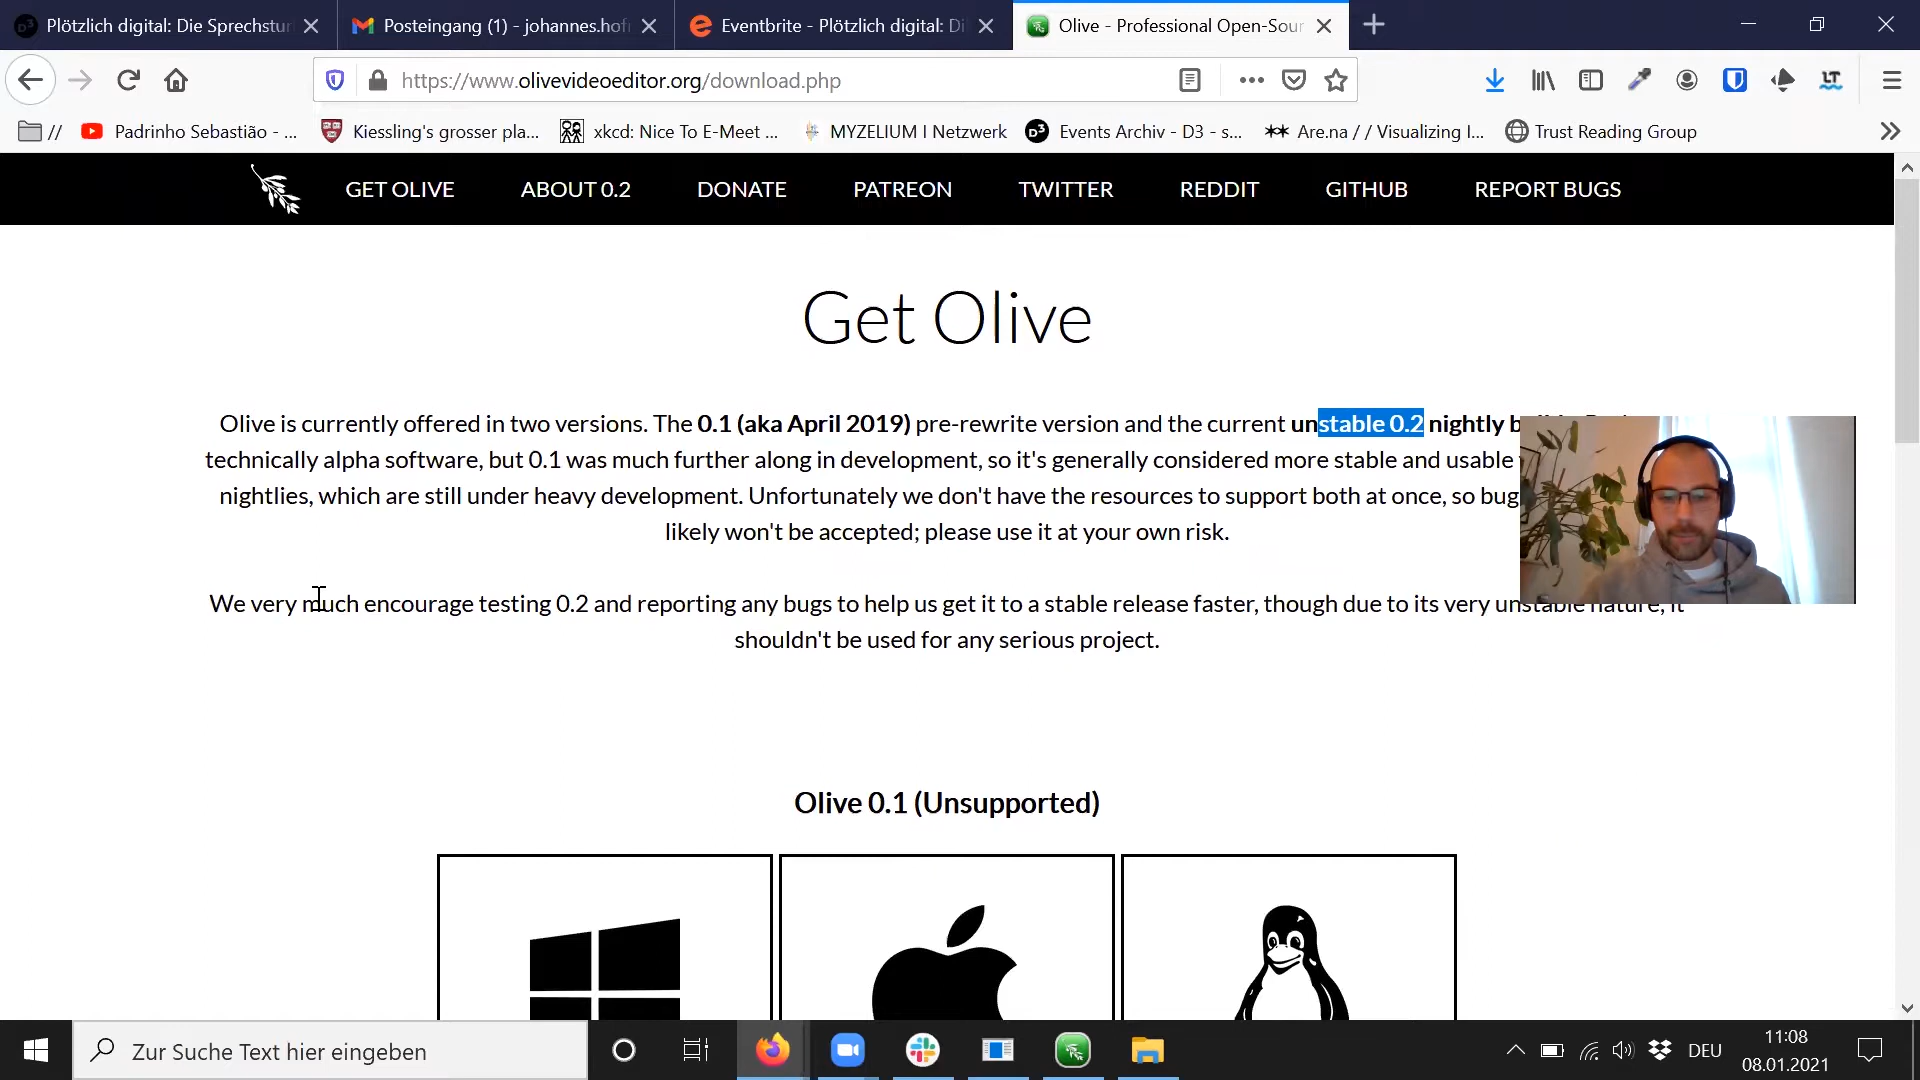 Plötzlich digital: Die Sprechstun
Posteingang (1) - johannes.hofn
Eventbrite - Plötzlich digital: Di
Olive - Professional Open-Sour
https://www.olivevideoeditor.org/download.php
//
Padrinho Sebastião - ...
Kiessling's grosser pla...
xkcd: Nice To E-Meet ...
MYZELIUM I Netzwerk
Events Archiv - D3 - s...
Are.na / / Visualizing I...
Trust Reading Group
GET OLIVE
ABOUT 0.2
DONATE
PATREON
TWITTER
REDDIT
GITHUB
REPORT BUGS
Get Olive
Olive is currently offered in two versions. The 0.1 (aka April 2019) pre-rewrite version and the current unstable 0.2 nightly
technically alpha software, but 0.1 was much further along in development, so it's generally considered more stable and usable
nightlies, which are still under heavy development. Unfortunately we don't have the resources to support both at once, so bug
likely won't be accepted; please use it at your own risk.
We very much encourage testing 0.2 and reporting any bugs to help us get it to a stable release faster, though due to its very unstable nature, it
shouldn't be used for any serious project.
Olive 0.1 (Unsupported)
Zur Suche Text hier eingeben
DEU
11:08
08.01.2021